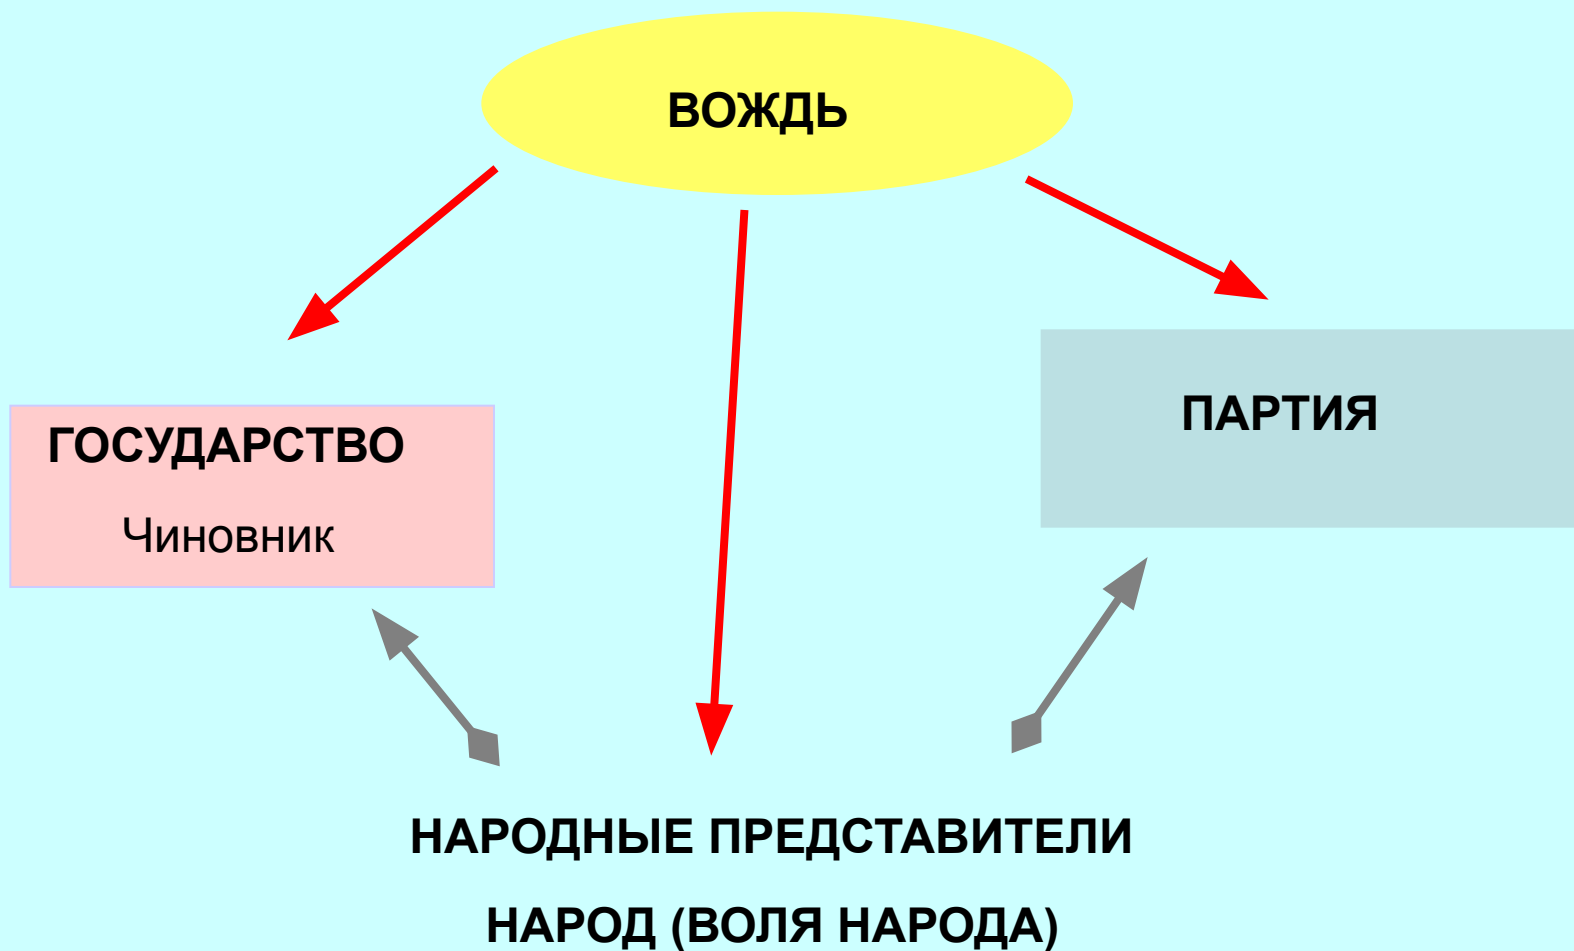 ВОЖДЬ
ГОСУДАРСТВО
Чиновник
ПАРТИЯ
НАРОДНЫЕ ПРЕДСТАВИТЕЛИ
НАРОД (ВОЛЯ НАРОДА)